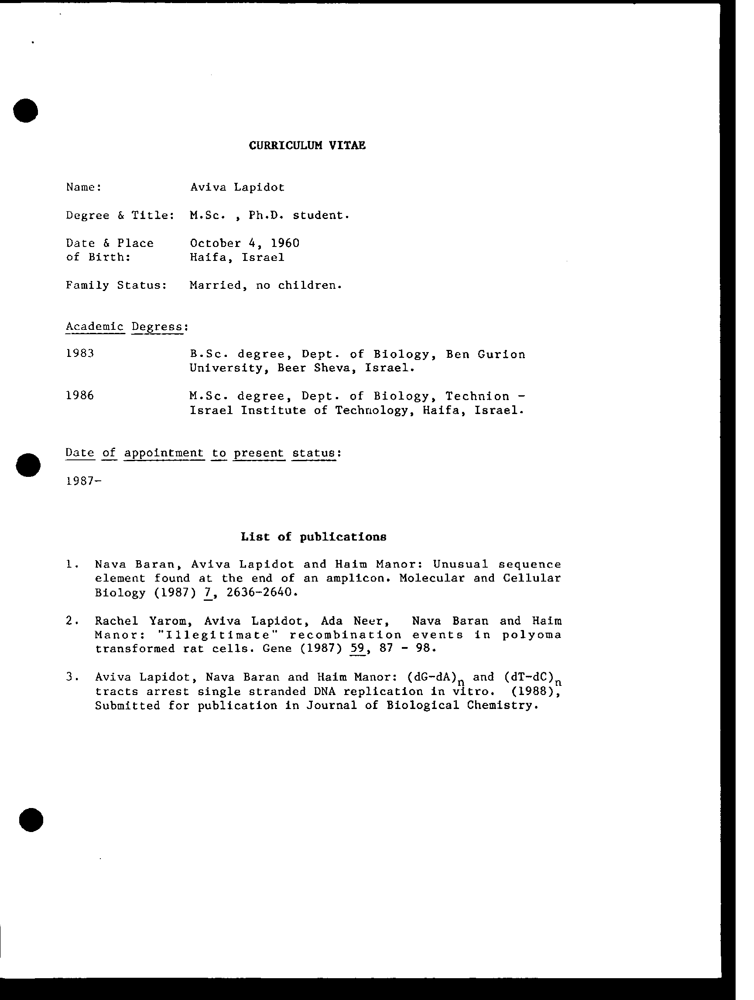 CURRICULUM VITAE
Name: Aviva Lapidot
Degree & Title: M.Sc. , Ph.D. student.
Date & Place October 4, 1960
of Birth: Haifa, Israel
Family Status: Married, no children.
Academic Degress:
1983 B.Sc. degree, Dept. of Biology, Ben Gurion
University, Beer Sheva, Israel.
1986 M.Sc. degree, Dept. of Biology, Technion -
Israel Institute of Technology, Haifa, Israel.
Date of appointment to present status:
1987-
List of publications
1. Nava Baran, Aviva Lapidot and Haim Manor: Unusual sequence
element found at the end of an amplicon. Molecular and Cellular
Biology (1987) 7, 2636-2640.
2. Rachel Yarom, Aviva Lapidot, Ada Neer, Nava Baran and Haim
Manor: "Illegitimate" recombination events in polyoma
transformed rat cells. Gene (1987) 59, 87 - 98.
3. Aviva Lapidot, Nava Baran and Haim Manor: (dG-dA)n and (dT-dC)n
tracts arrest single stranded DNA replication in vitro. (1988),
Submitted for publication in Journal of Biological Chemistry.